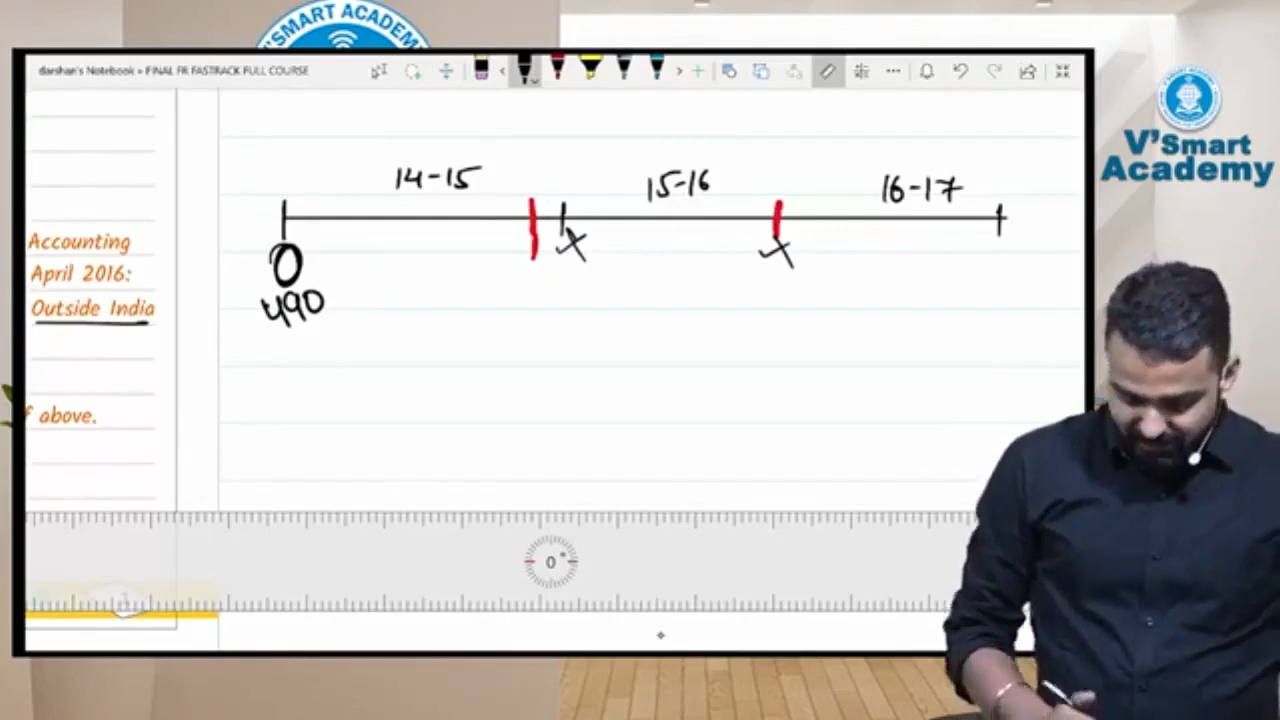 V'SMART ACADEMY
darshan's Notebook » FINAL FR FASTRACK FULL COURSE
V'Smart
Academy
14-15
15-16
16-17
Accounting
April 2016:
Outside India
490
f above.
0°